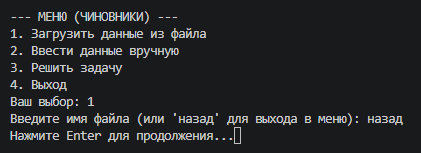 --- МЕНЮ (ЧИНОВНИКИ) ---
1. Загрузить данные из файла
2. Ввести данные вручную
3. Решить задачу
4. Выход
Ваш выбор: 1
Введите имя файла (или 'назад' для выхода в меню): назад
Нажмите Enter для продолжения...